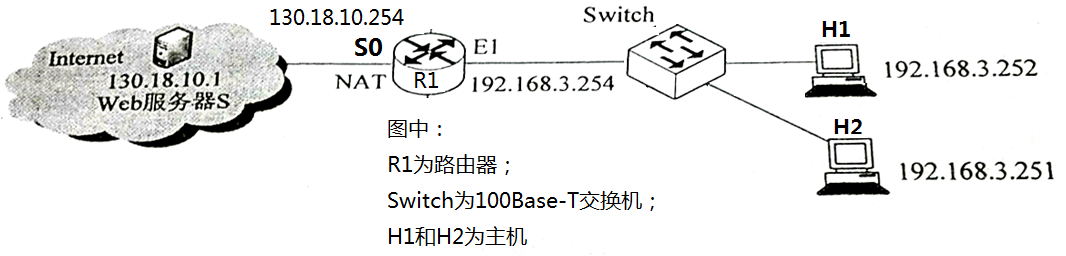 130.18.10.254
Switch
H1
Internet
S0
E1
130.18.10.1
NAT
R1
192.168.3.254
192.168.3.252
Web服务器S
图中：
H2
R1为路由器；
192.168.3.251
Switch为100Base-T交换机；
H1和H2为主机